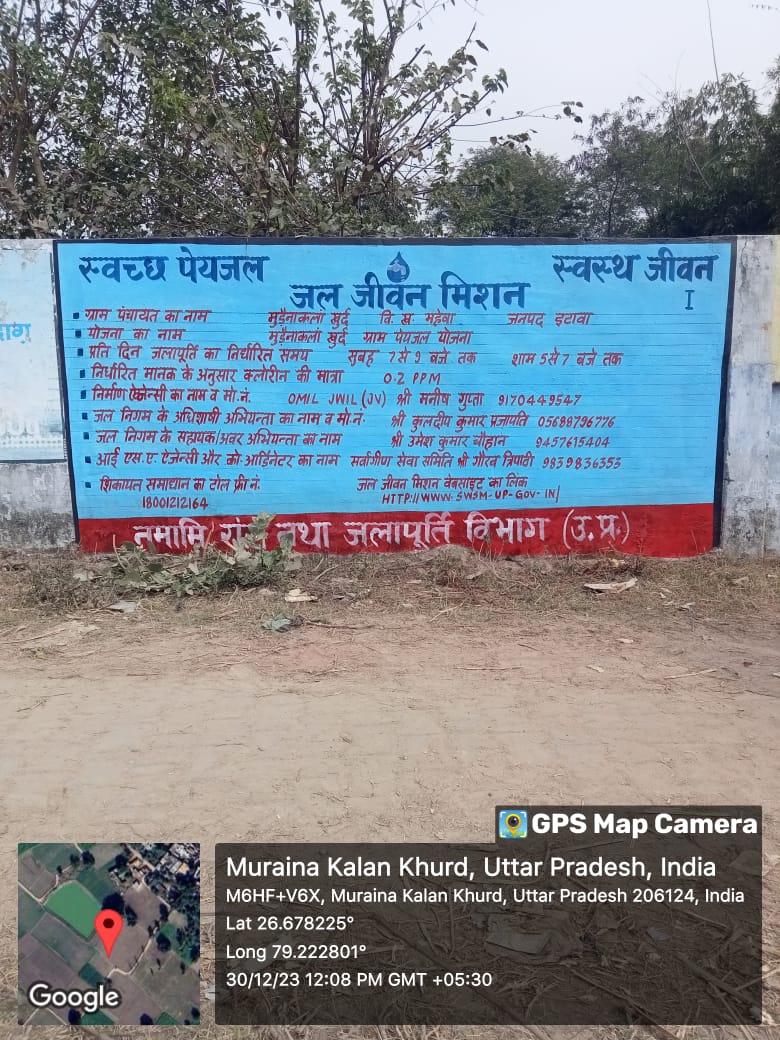 स्वच्छ पेयजल
स्वस्थ जीवन
जल जीवन मिशन
I
ग्राम पंचायत का नाम मुड़ैनाकलां खुर्द वि.ख. महेवा जनपद इटावा
योजना का नाम मुड़ैनाकलां खुर्द ग्राम पेयजल योजना
प्रति दिन जलापूर्ति का निर्धारित समय सुबह 7 से 9 बजे तक शाम 5 से 7 बजे तक
निर्धारित मानक के अनुसार क्लोरीन की मात्रा 0.2 PPM
निर्माण ऐजेन्सी का नाम व मो.नं. OMIL JWIL (JV) श्री मनीष गुप्ता 9170449547
जल निगम के अधिशाषी अभियन्ता का नाम व मो.नं. श्री कुलदीप कुमार प्रजापति 05688796776
जल निगम के सहायक/अवर अभियन्ता का नाम श्री उमेश कुमार चौहान 9457615404
आई एस.ए. ऐजेन्सी और को आर्डिनेटर का नाम सर्वांगीण सेवा समिति श्री गौरव त्रिपाठी 9839836353
शिकायत समाधान का टोल फ्री नं. जल जीवन मिशन वेबसाइट का लिंक
18001212164 HTTP://WWW.SWSM-UP-GOV-IN/
नमामि तथा जलापूर्ति विभाग (उ.प्र.)
GPS Map Camera
Muraina Kalan Khurd, Uttar Pradesh, India
M6HF+V6X, Muraina Kalan Khurd, Uttar Pradesh 206124, India
Lat 26.678225°
Long 79.222801°
30/12/23 12:08 PM GMT +05:30
Google